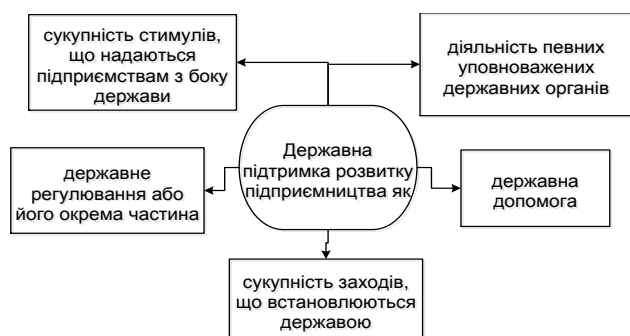 сукупність стимулів,
що надаються
підприємствам з боку
держави
діяльність певних
уповноважених
державних органів
Державна
підтримка розвитку
підприємництва як
державне
регулювання або
його окрема частина
державна
допомога
сукупність заходів,
що встановлюються
державою